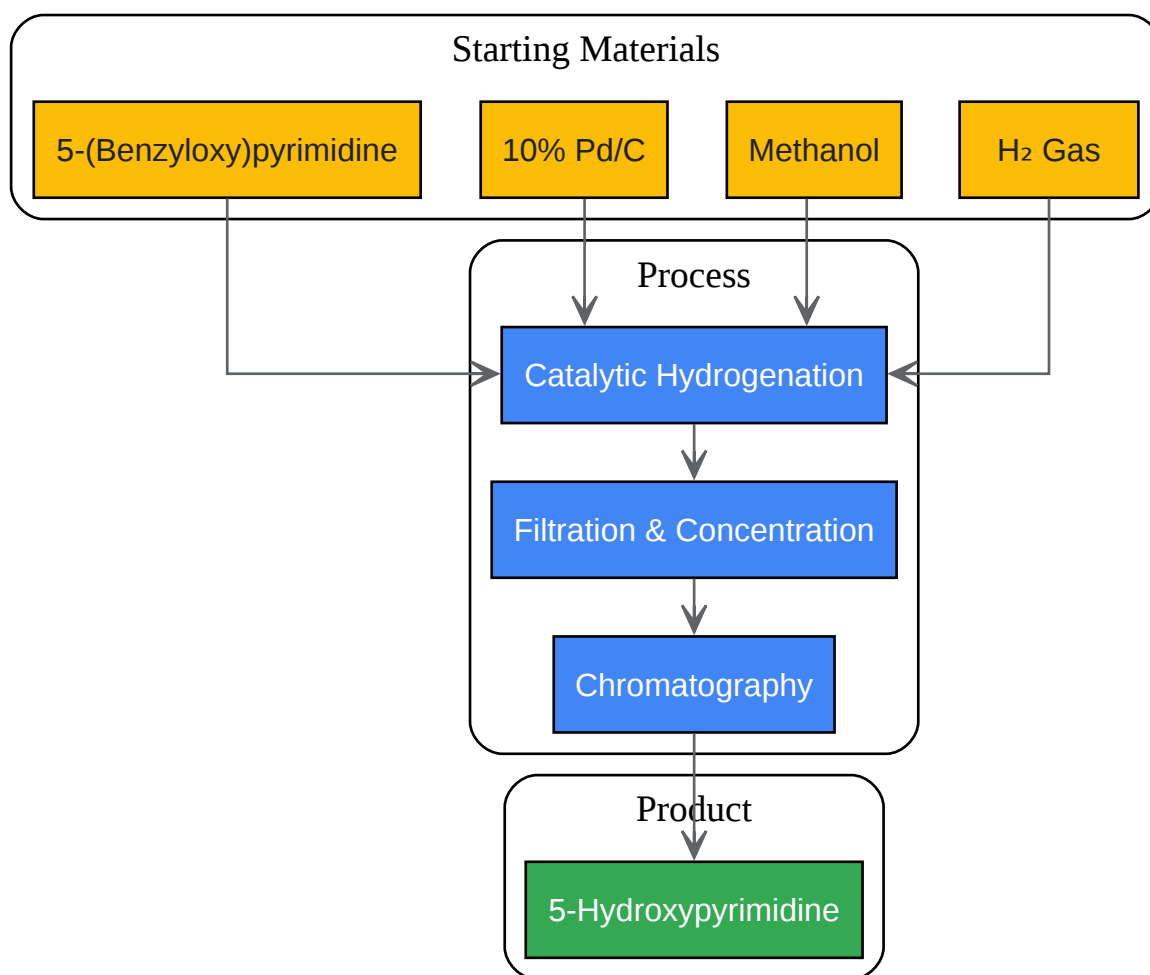 Starting Materials
5-(Benzyloxy)pyrimidine
10% Pd/C
Methanol
H₂ Gas
Process
Catalytic Hydrogenation
Filtration & Concentration
Chromatography
Product
5-Hydroxypyrimidine